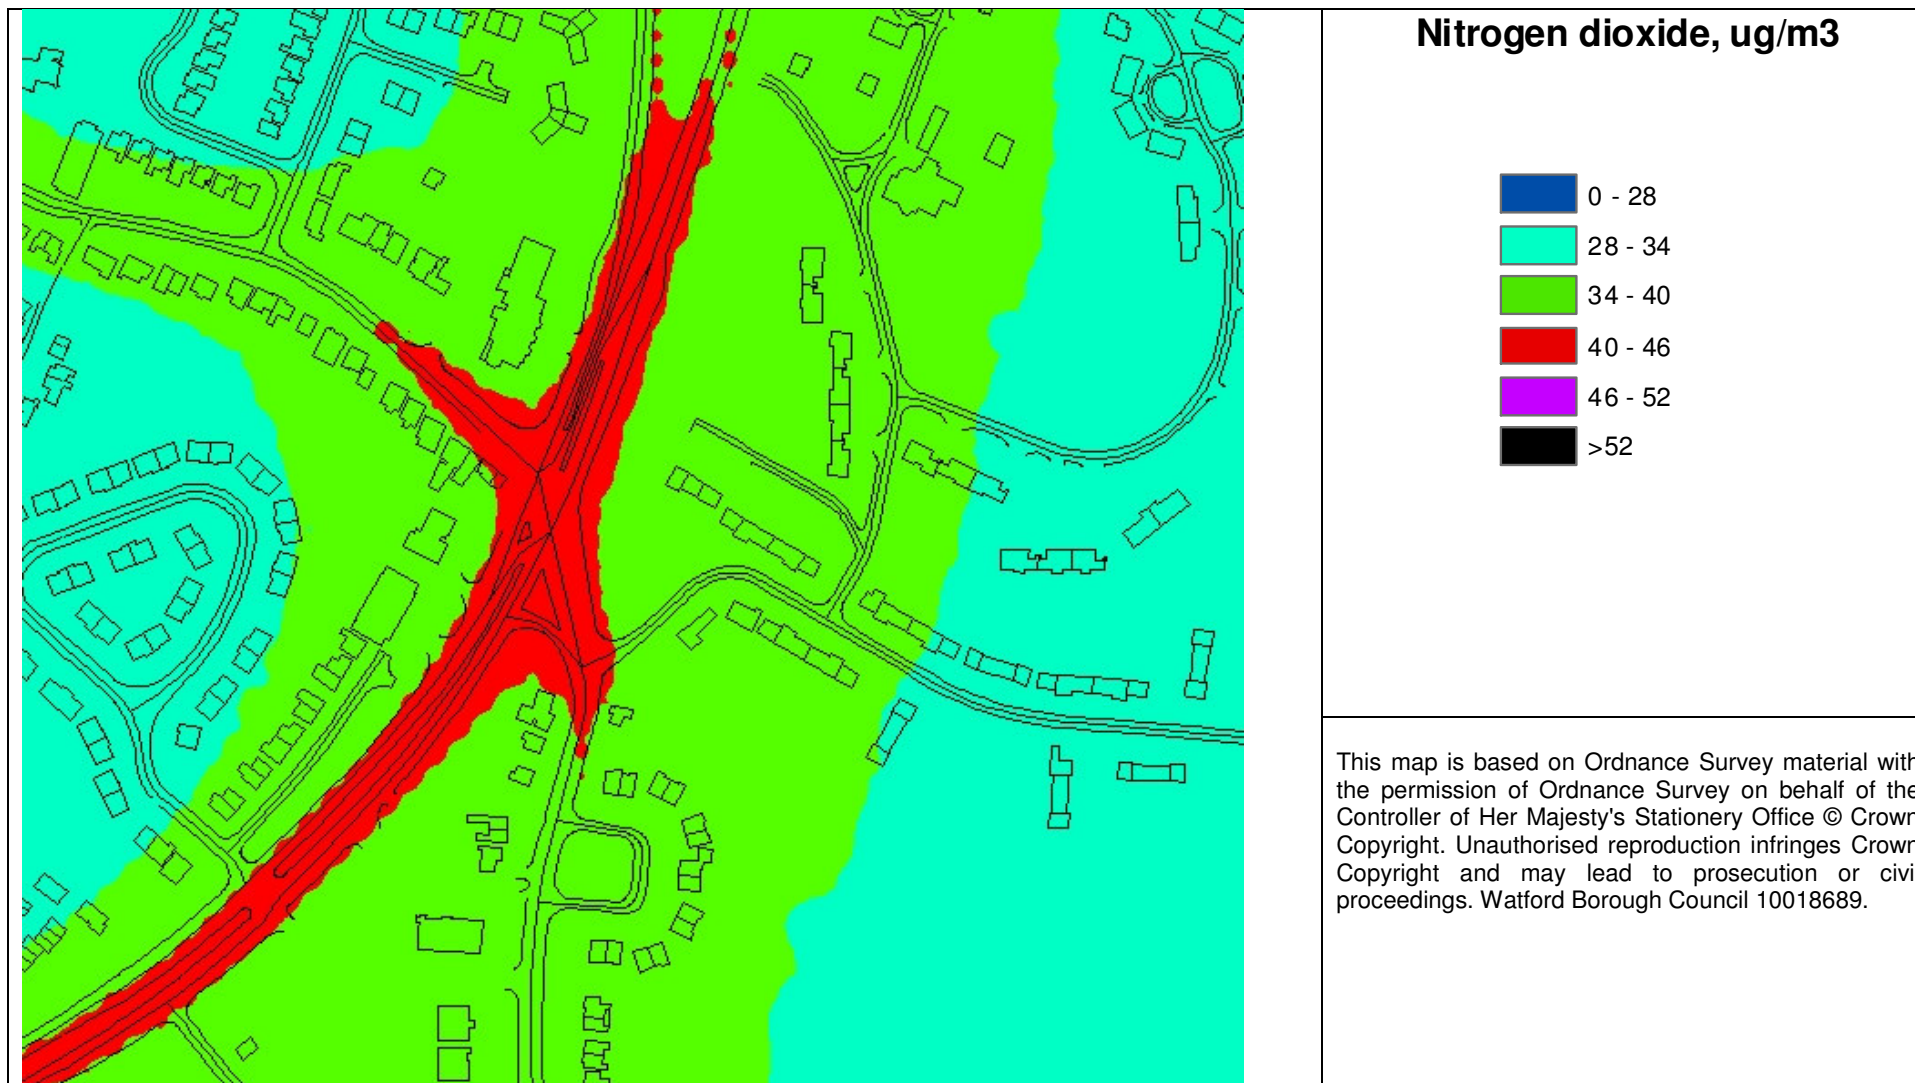 Nitrogen dioxide, ug/m3
0 - 28
28 - 34
34 - 40
40 - 46
46 - 52
>52
This map is based on Ordnance Survey material with
the permission of Ordnance Survey on behalf of the
Controller of Her Majesty's Stationery Office © Crown
Copyright. Unauthorised reproduction infringes Crown
Copyright and may lead to prosecution or civi
proceedings. Watford Borough Council 10018689.